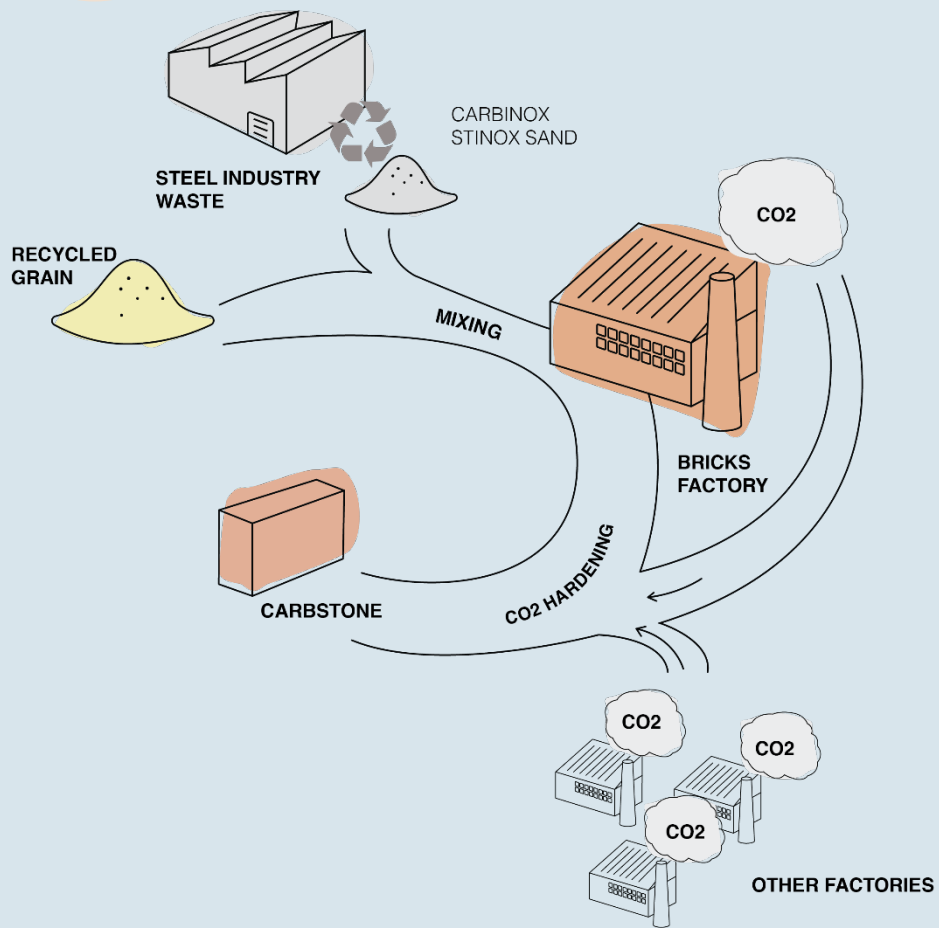 CARBINOX
STINOX SAND
STEEL INDUSTRY
WASTE
CO2
RECYCLED
GRAIN
MIXING
BRICKS
FACTORY
CO2 HARDENING
CARBSTONE
CO2
CO2
CO2
OTHER FACTORIES